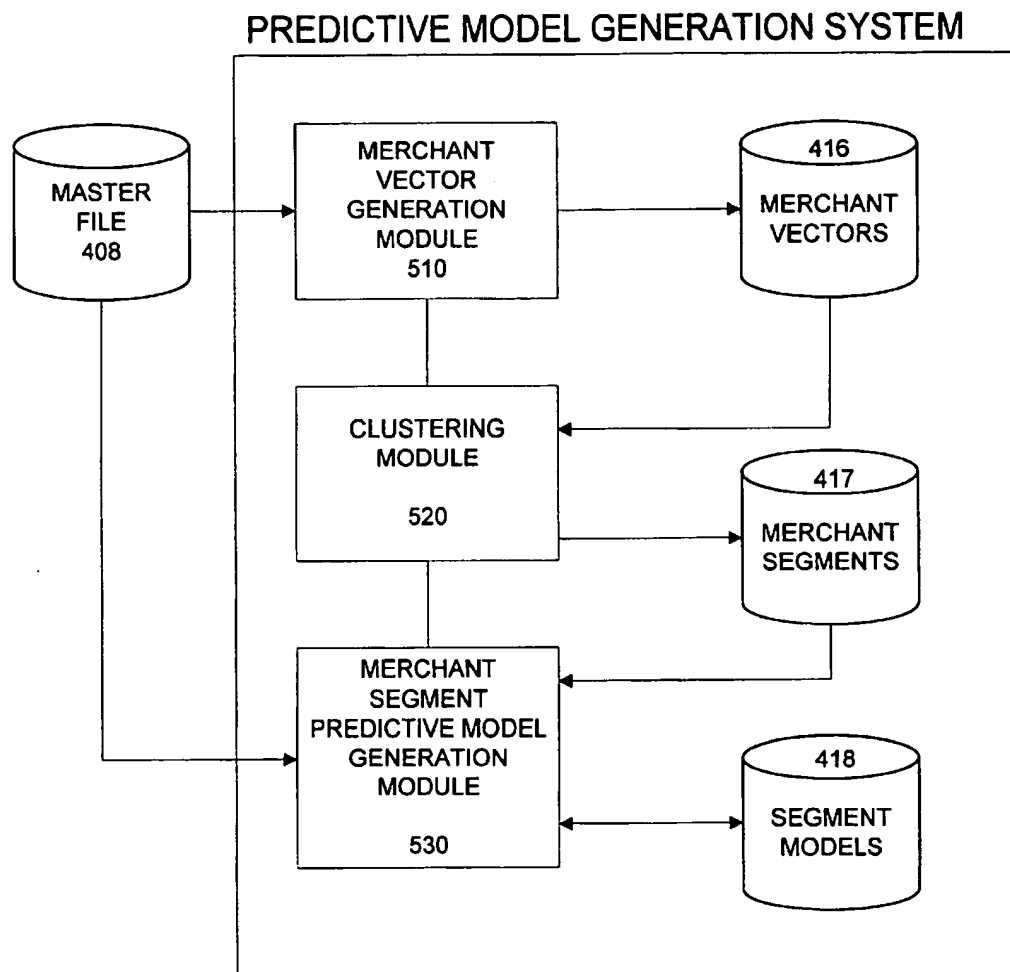 PREDICTIVE MODEL GENERATION SYSTEM
MASTER
FILE
408
MERCHANT
VECTOR
GENERATION
MODULE
510
416
MERCHANT
VECTORS
CLUSTERING
MODULE
520
417
MERCHANT
SEGMENTS
MERCHANT
SEGMENT
PREDICTIVE MODEL
GENERATION
MODULE
530
418
SEGMENT
MODELS